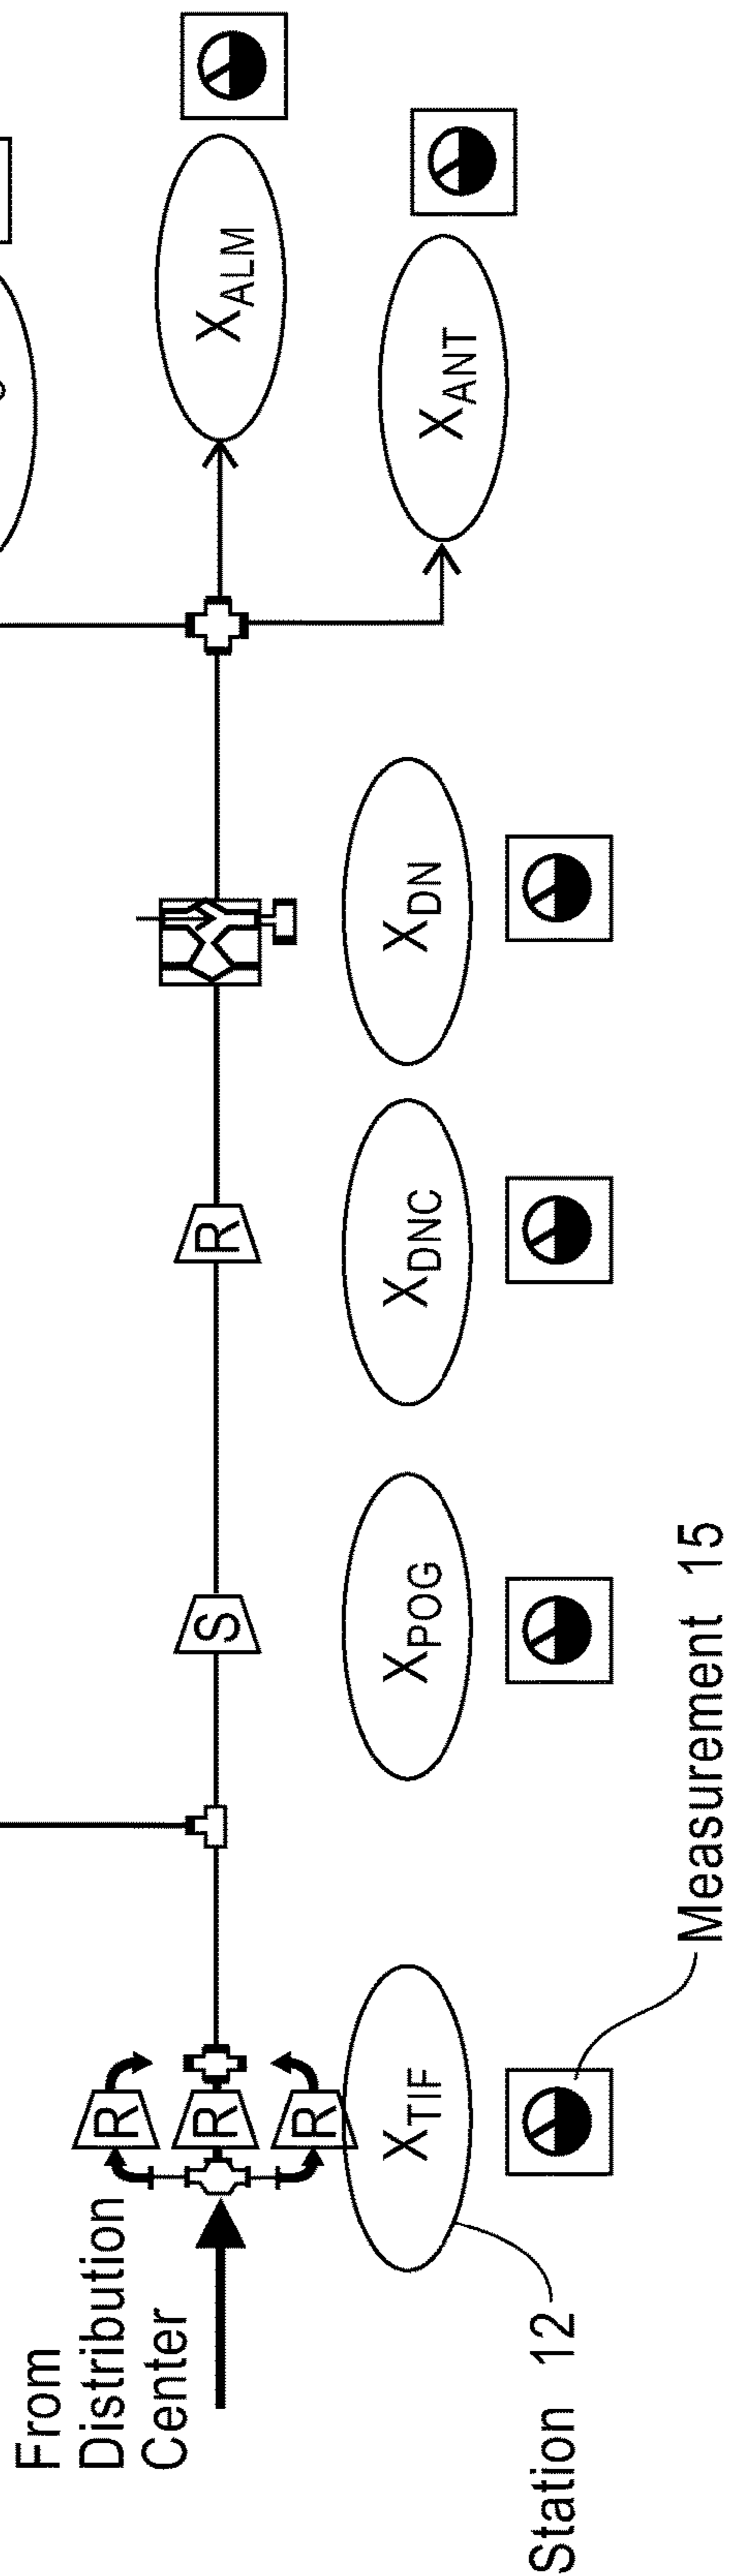 From
Distribution
Center
R
R
R
S
R
X_TIF
X_POG
X_DNC
X_DN
X_ALM
X_ANT
Station 12
Measurement 15